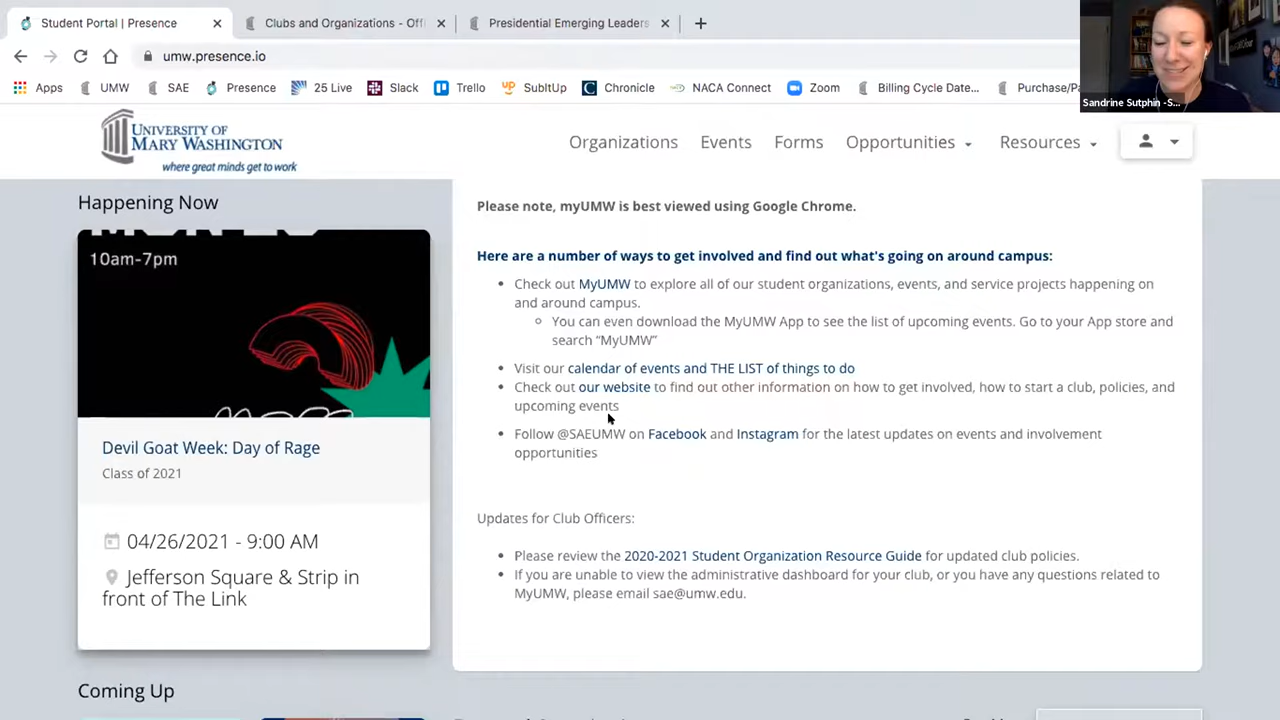 Student Portal | Presence
Clubs and Organizations - Offi
Presidential Emerging Leaders
umw.presence.io
Apps
UMW
SAE
Presence
25 Live
Slack
Trello
SubItUp
Chronicle
NACA Connect
Zoom
Billing Cycle Date...
Purchase/Pa
Sandrine Sutphin -S...
UNIVERSITY OF
MARY WASHINGTON
where great minds get to work
Organizations
Events
Forms
Opportunities
Resources
Happening Now
10am-7pm
Devil Goat Week: Day of Rage
Class of 2021
04/26/2021 - 9:00 AM
Jefferson Square & Strip in
front of The Link
Coming Up
Please note, myUMW is best viewed using Google Chrome.
Here are a number of ways to get involved and find out what's going on around campus:
Check out MyUMW to explore all of our student organizations, events, and service projects happening on
and around campus.
You can even download the MyUMW App to see the list of upcoming events. Go to your App store and
search “MyUMW”
Visit our calendar of events and THE LIST of things to do
Check out our website to find out other information on how to get involved, how to start a club, policies, and
upcoming events
Follow @SAEUMW on Facebook and Instagram for the latest updates on events and involvement
opportunities
Updates for Club Officers:
Please review the 2020-2021 Student Organization Resource Guide for updated club policies.
If you are unable to view the administrative dashboard for your club, or you have any questions related to
MyUMW, please email sae@umw.edu.